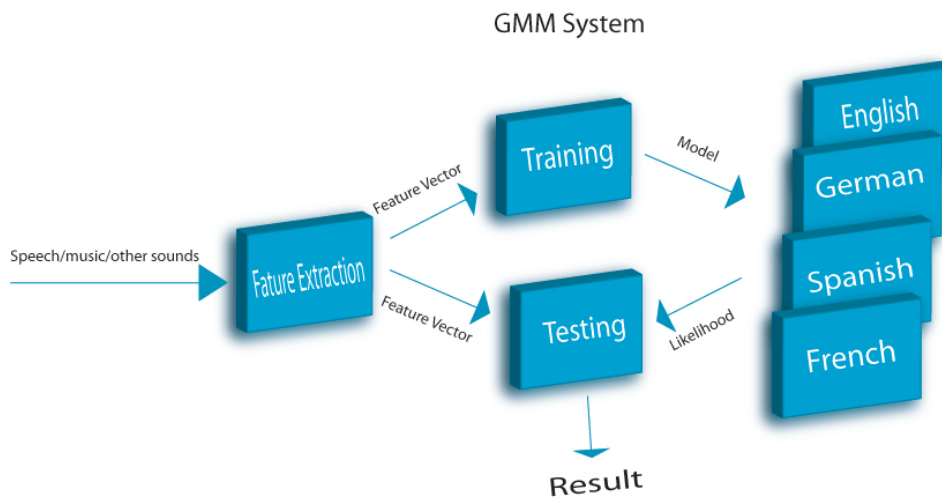 GMM System
English
Training
Model
German
Feature Vector
Speech/music/other sounds
Fature Extraction
Spanish
Feature Vector
Testing
Likelihood
French
Result